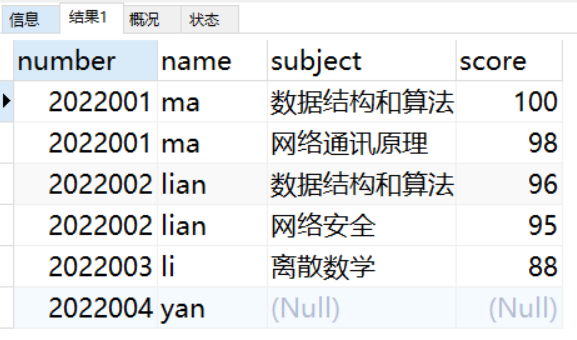 信息 结果1 概况 状态
number name subject score
2022001 ma 数据结构和算法 100
2022001 ma 网络通讯原理 98
2022002 lian 数据结构和算法 96
2022002 lian 网络安全 95
2022003 li 离散数学 88
2022004 yan (Null) (Null)